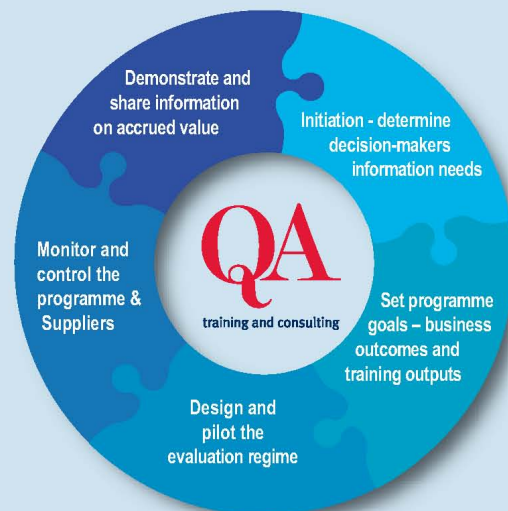 Demonstrate and
share information
on accrued value
Initiation - determine
decision-makers
information needs
Set programme
goals – business
outcomes and
training outputs
Design and
pilot the
evaluation regime
Monitor and
control the
programme &
Suppliers
QA
training and consulting